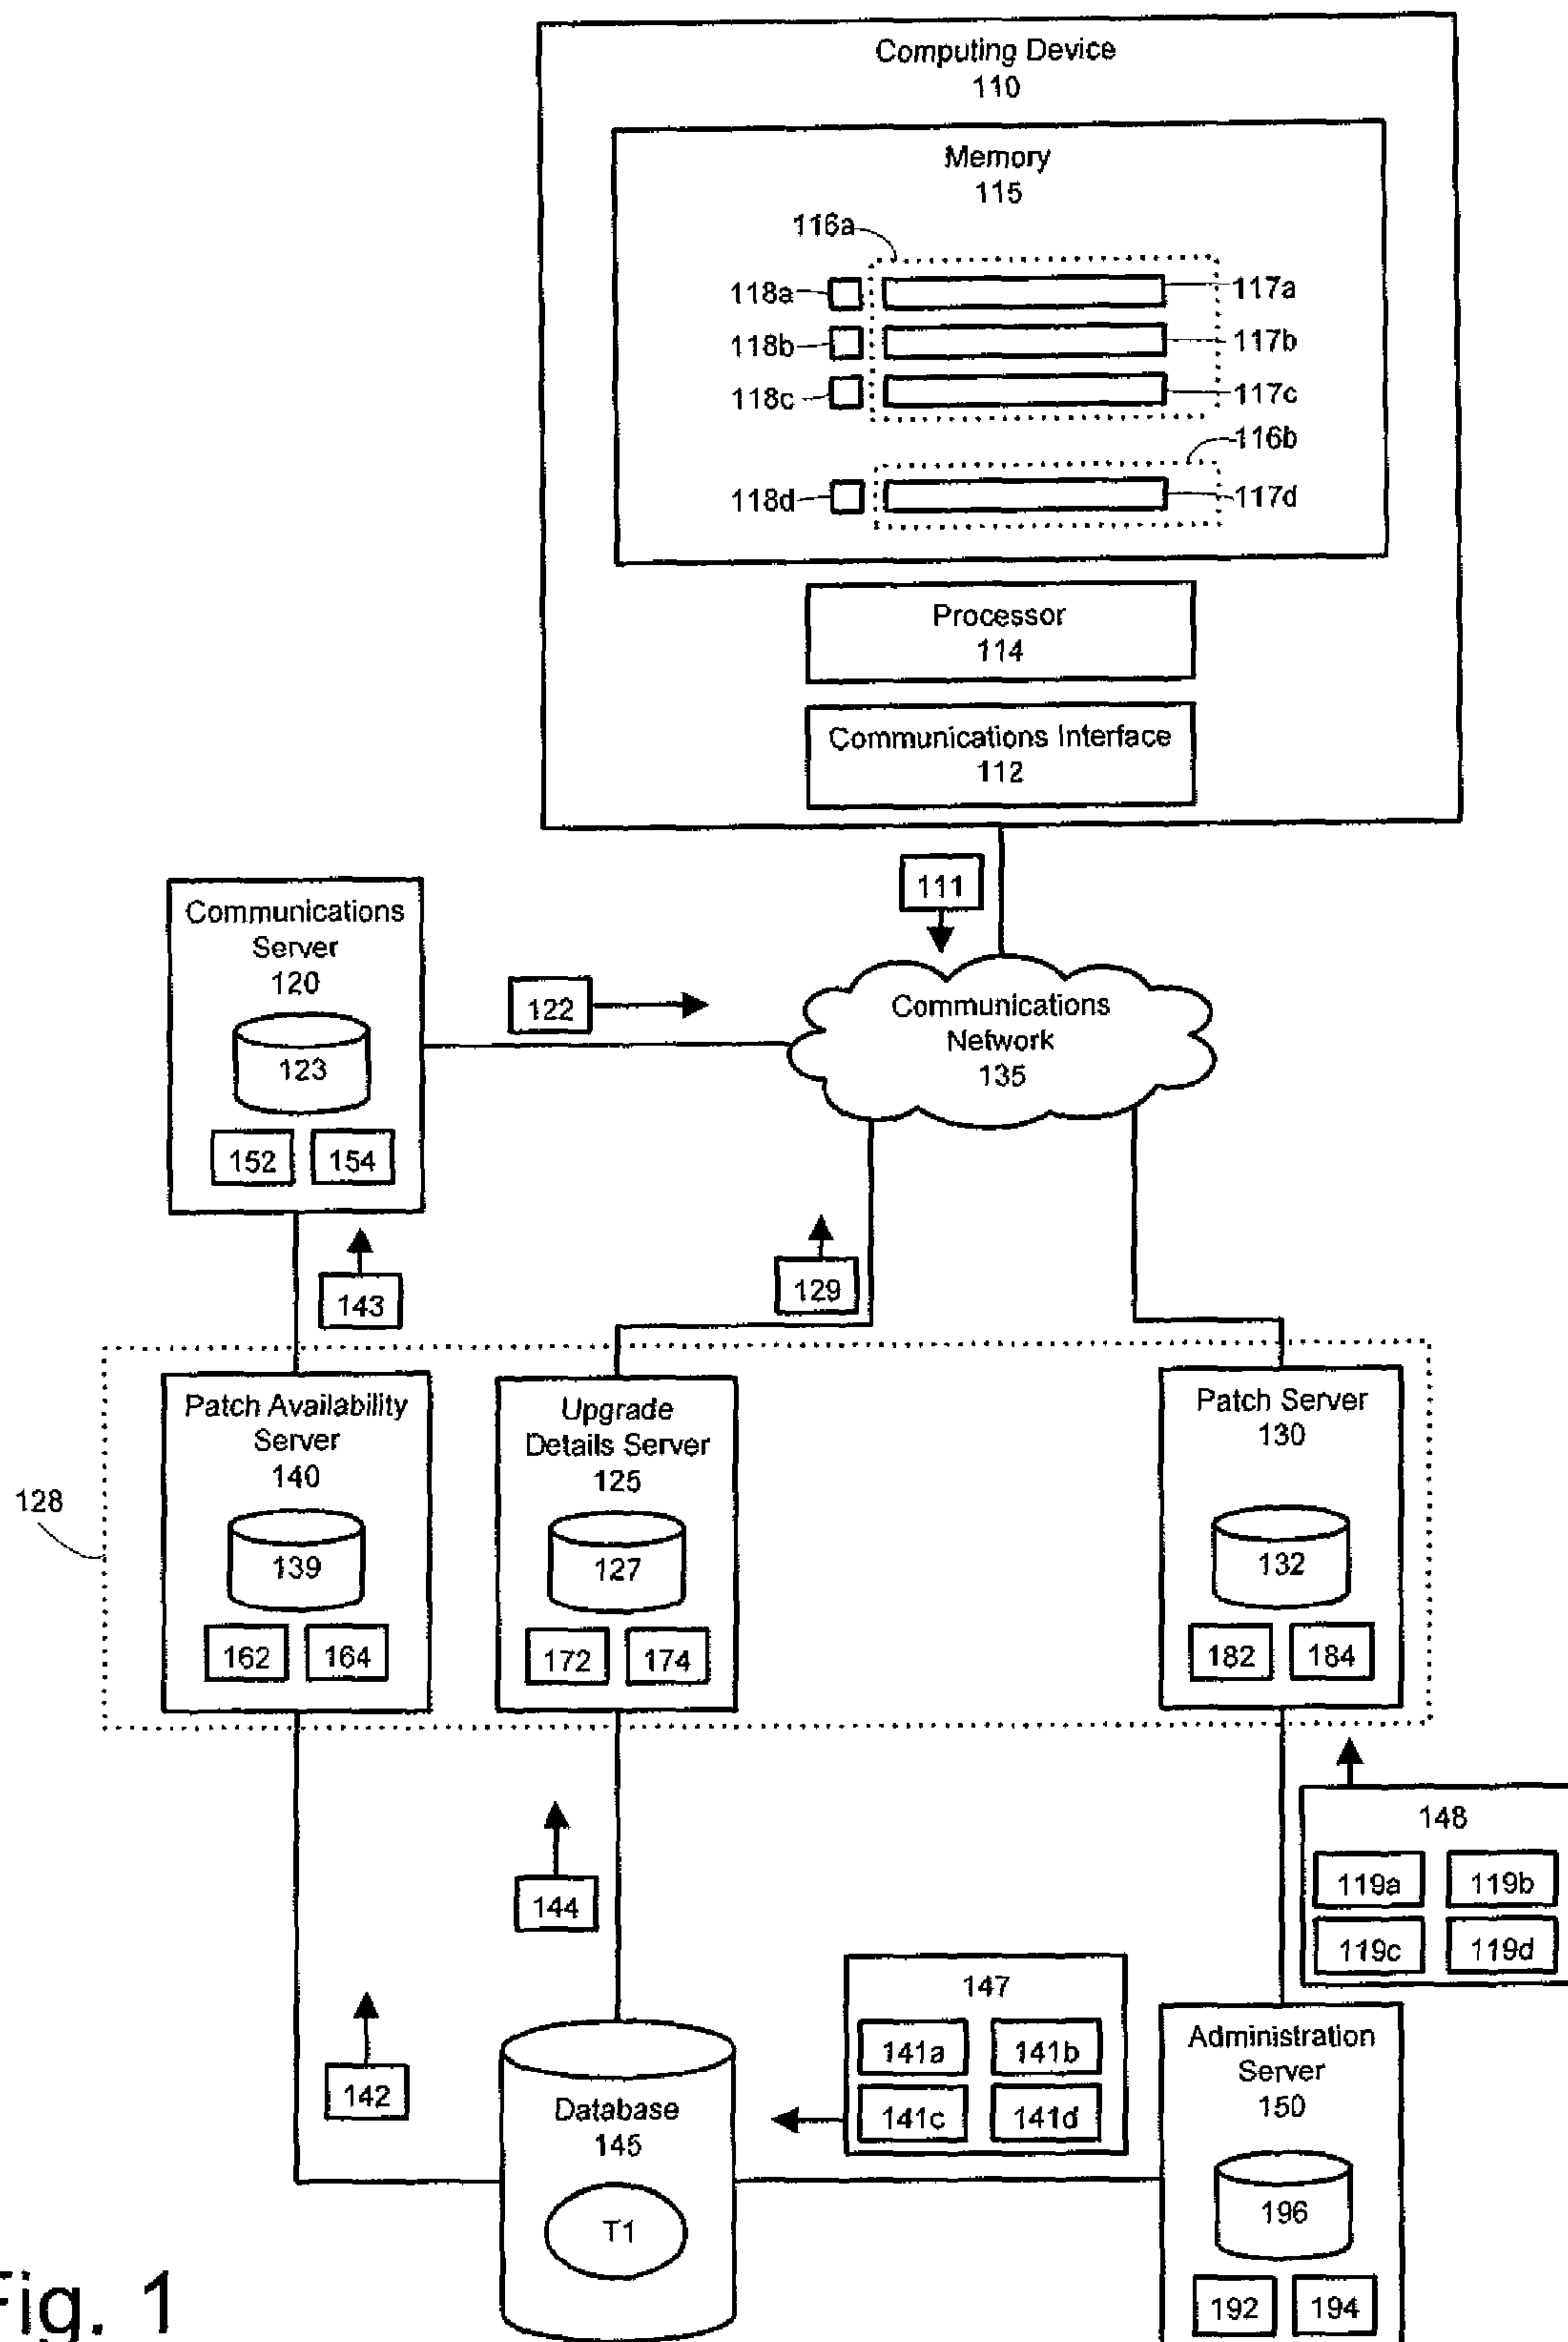 Computing Device
110
Memory
115
116a
118a
117a
118b
117b
118c
117c
116b
118d
117d
Processor
114
Communications Interface
112
111
Communications
Server
120
123
152 154
122
Communications
Network
135
143
129
128
Patch Availability
Server
140
139
162 164
Upgrade
Details Server
125
127
172 174
Patch Server
130
132
182 184
148
119a 119b
119c 119d
144
142
147
141a 141b
141c 141d
Database
145
T1
Administration
Server
150
196
192 194
Fig. 1